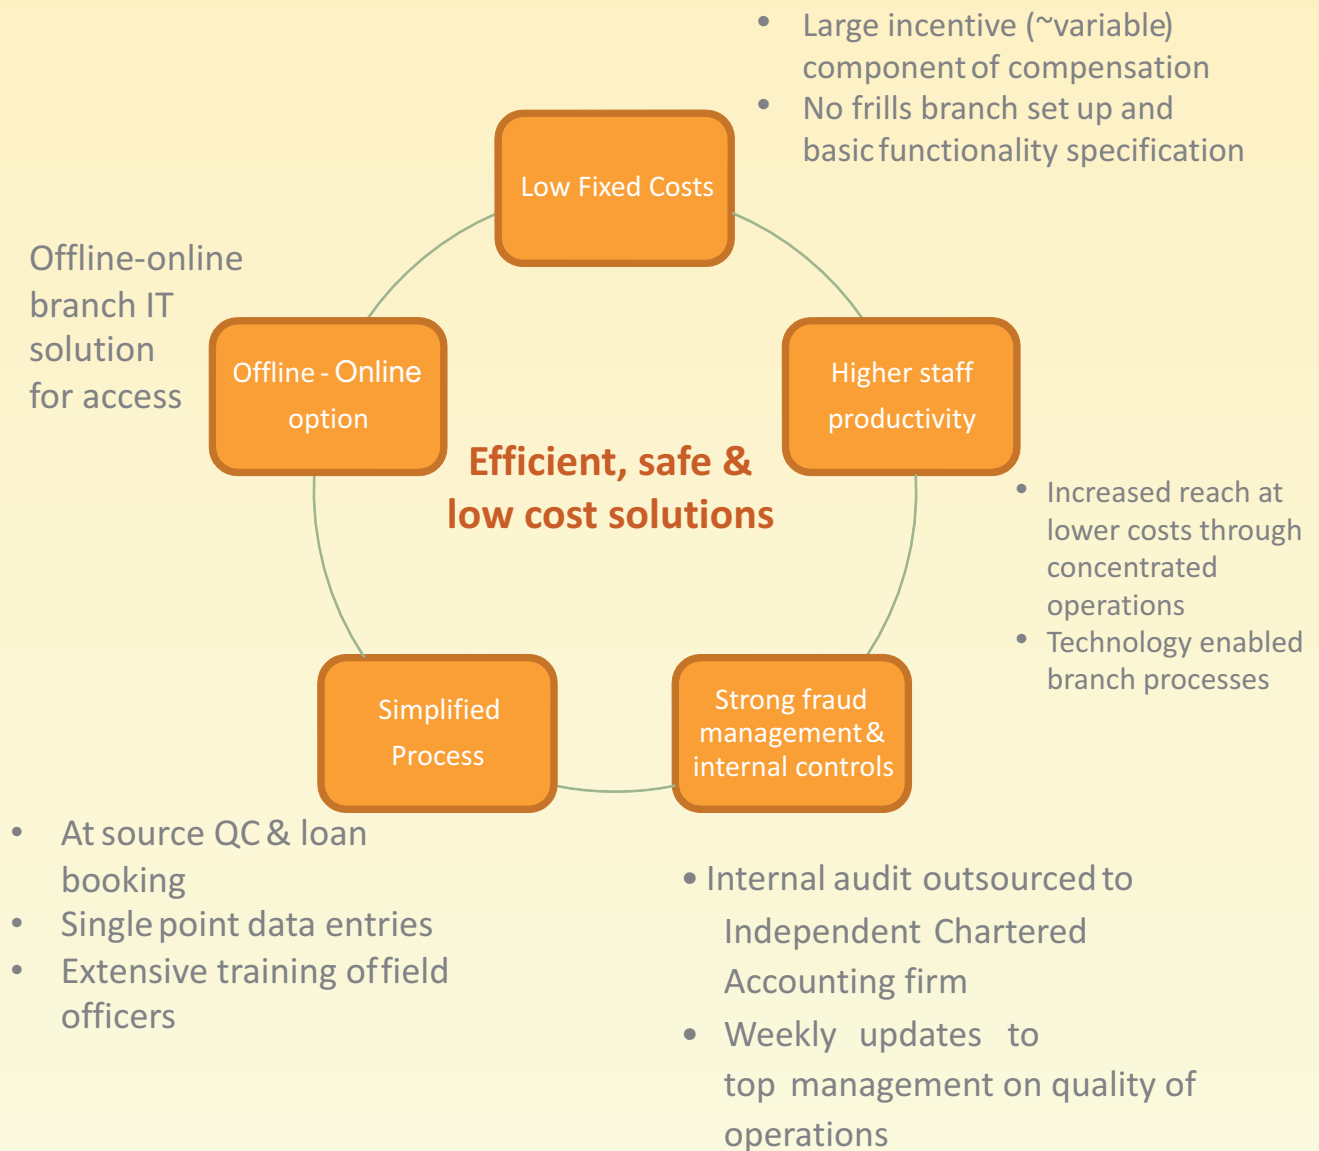 • Large incentive (~variable)
component of compensation
• No frills branch set up and
basic functionality specification
Low Fixed Costs
Offline-online
branch IT
solution
for access
Offline - Online
option
Higher staff
productivity
Efficient, safe &
low cost solutions
• Increased reach at
lower costs through
concentrated
operations
• Technology enabled
branch processes
Simplified
Process
Strong fraud
management &
internal controls
• At source QC & loan
booking
• Single point data entries
• Extensive training of field
officers
• Internal audit outsourced to
Independent Chartered
Accounting firm
• Weekly updates to
top management on quality of
operations